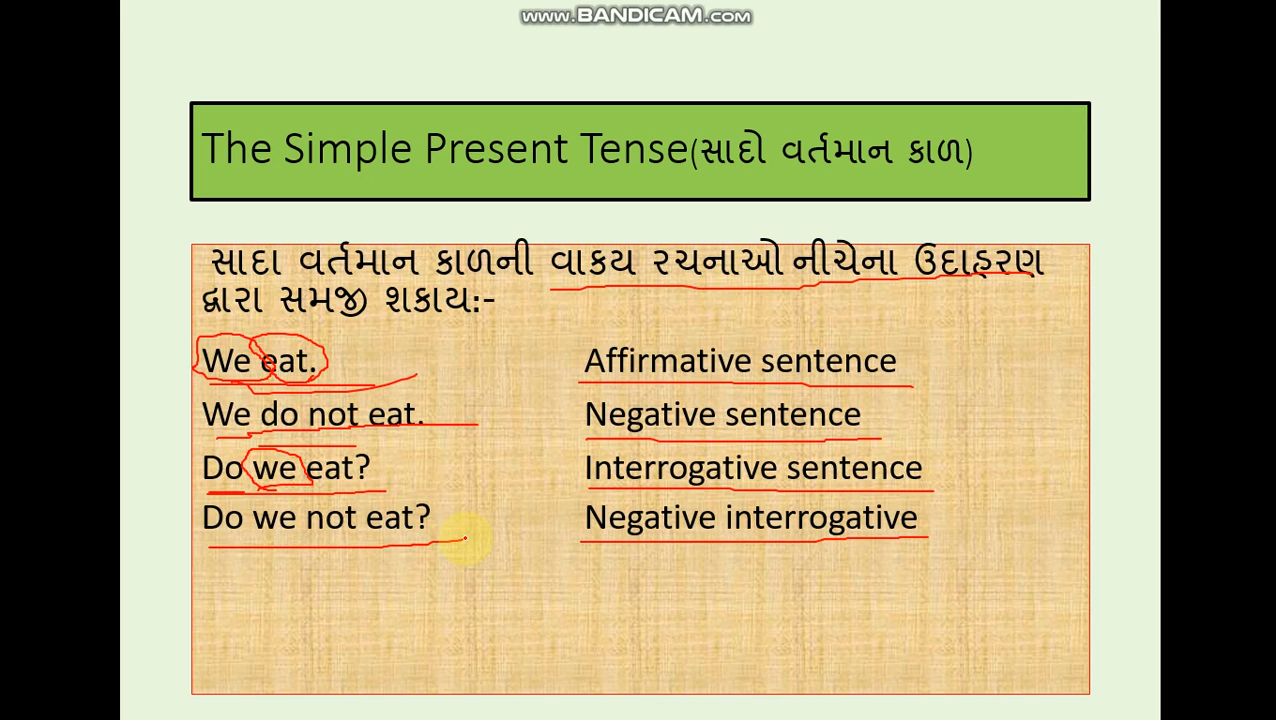 www.BANDICAM.com
The Simple Present Tense(સાદો વર્તમાન કાળ)
સાદા વર્તમાન કાળની વાકય રચનાઓ નીચેના ઉદાહરણ
દ્વારા સમજી શકાય:-
We eat. Affirmative sentence
We do not eat. Negative sentence
Do we eat? Interrogative sentence
Do we not eat? Negative interrogative